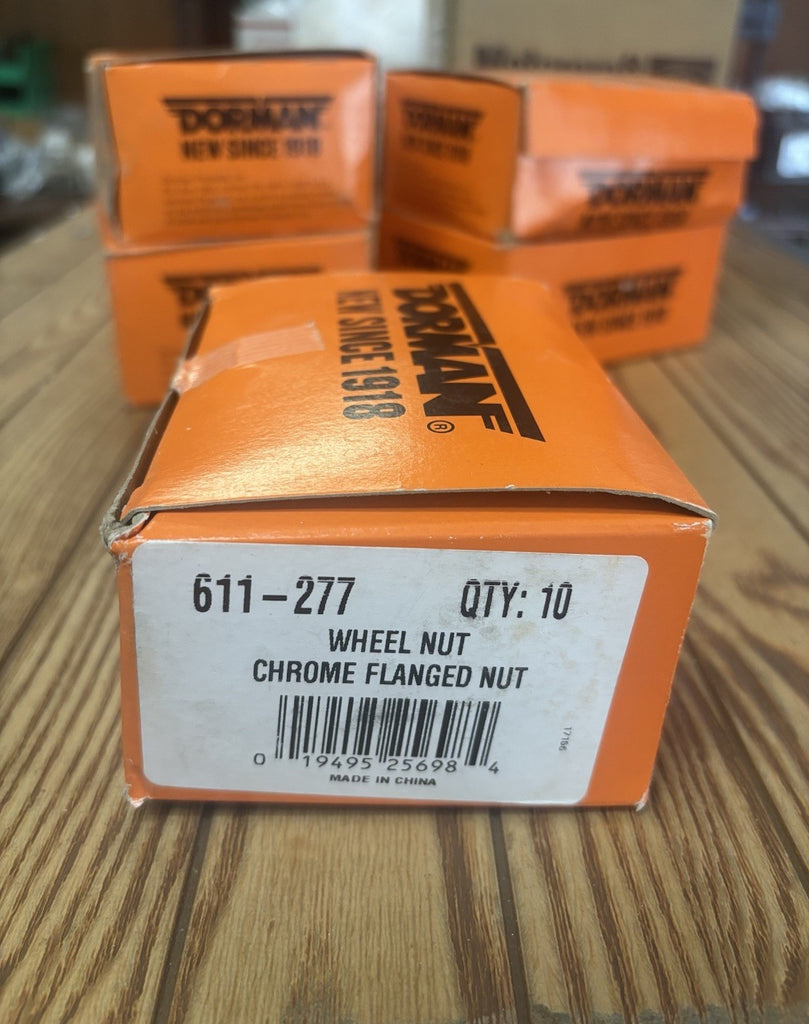 DORMAN
NEW SINCE 1918
DORMAN
DORMAN
DORMAN
DORMAN®
NEW SINCE 1918
611-277 QTY: 10
WHEEL NUT
CHROME FLANGED NUT
0 19495 25698 4
MADE IN CHINA
17156